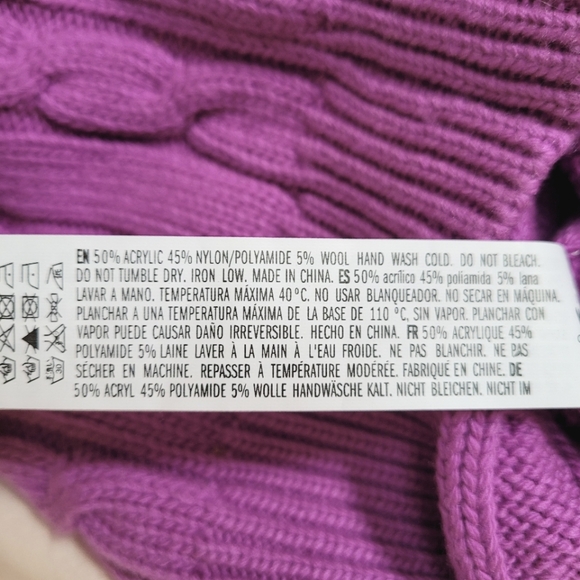 EN 50% ACRYLIC 45% NYLON/POLYAMIDE 5% WOOL HAND WASH COLD. DO NOT BLEACH.
DO NOT TUMBLE DRY. IRON LOW. MADE IN CHINA. ES 50% acrílico 45% poliamida 5% lana
LAVAR A MANO. TEMPERATURA MÁXIMA 40°C. NO USAR BLANQUEADOR. NO SECAR EN MÁQUINA.
PLANCHAR A UNA TEMPERATURA MÁXIMA DE LA BASE DE 110 °C, SIN VAPOR. PLANCHAR CON
VAPOR PUEDE CAUSAR DAÑO IRREVERSIBLE. HECHO EN CHINA. FR 50% ACRYLIQUE 45%
POLYAMIDE 5% LAINE LAVER À LA MAIN À L'EAU FROIDE. NE PAS BLANCHIR. NE PAS
SÉCHER EN MACHINE. REPASSER À TEMPÉRATURE MODÉRÉE. FABRIQUÉ EN CHINE. DE
50% ACRYL 45% POLYAMIDE 5% WOLLE HANDWÄSCHE KALT. NICHT BLEICHEN. NICHT IM